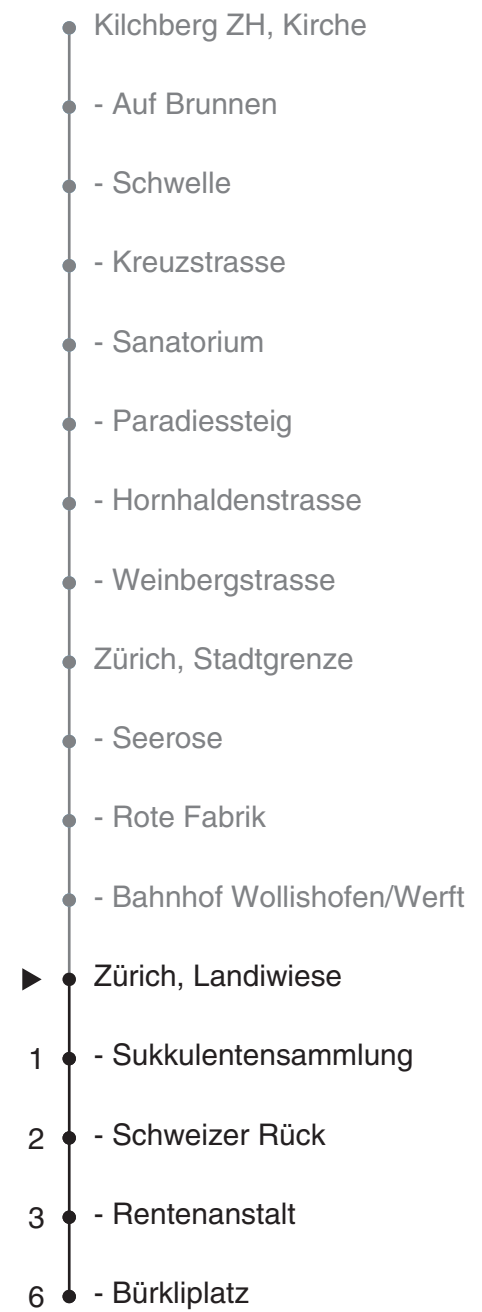 Kilchberg ZH, Kirche
- Auf Brunnen
- Schwelle
- Kreuzstrasse
- Sanatorium
- Paradiessteig
- Hornhaldenstrasse
- Weinbergstrasse
Zürich, Stadtgrenze
- Seerose
- Rote Fabrik
- Bahnhof Wollishofen/Werft
Zürich, Landiwiese
1 - Sukkulentensammlung
2 - Schweizer Rück
3 - Rentenanstalt
6 - Bürkliplatz